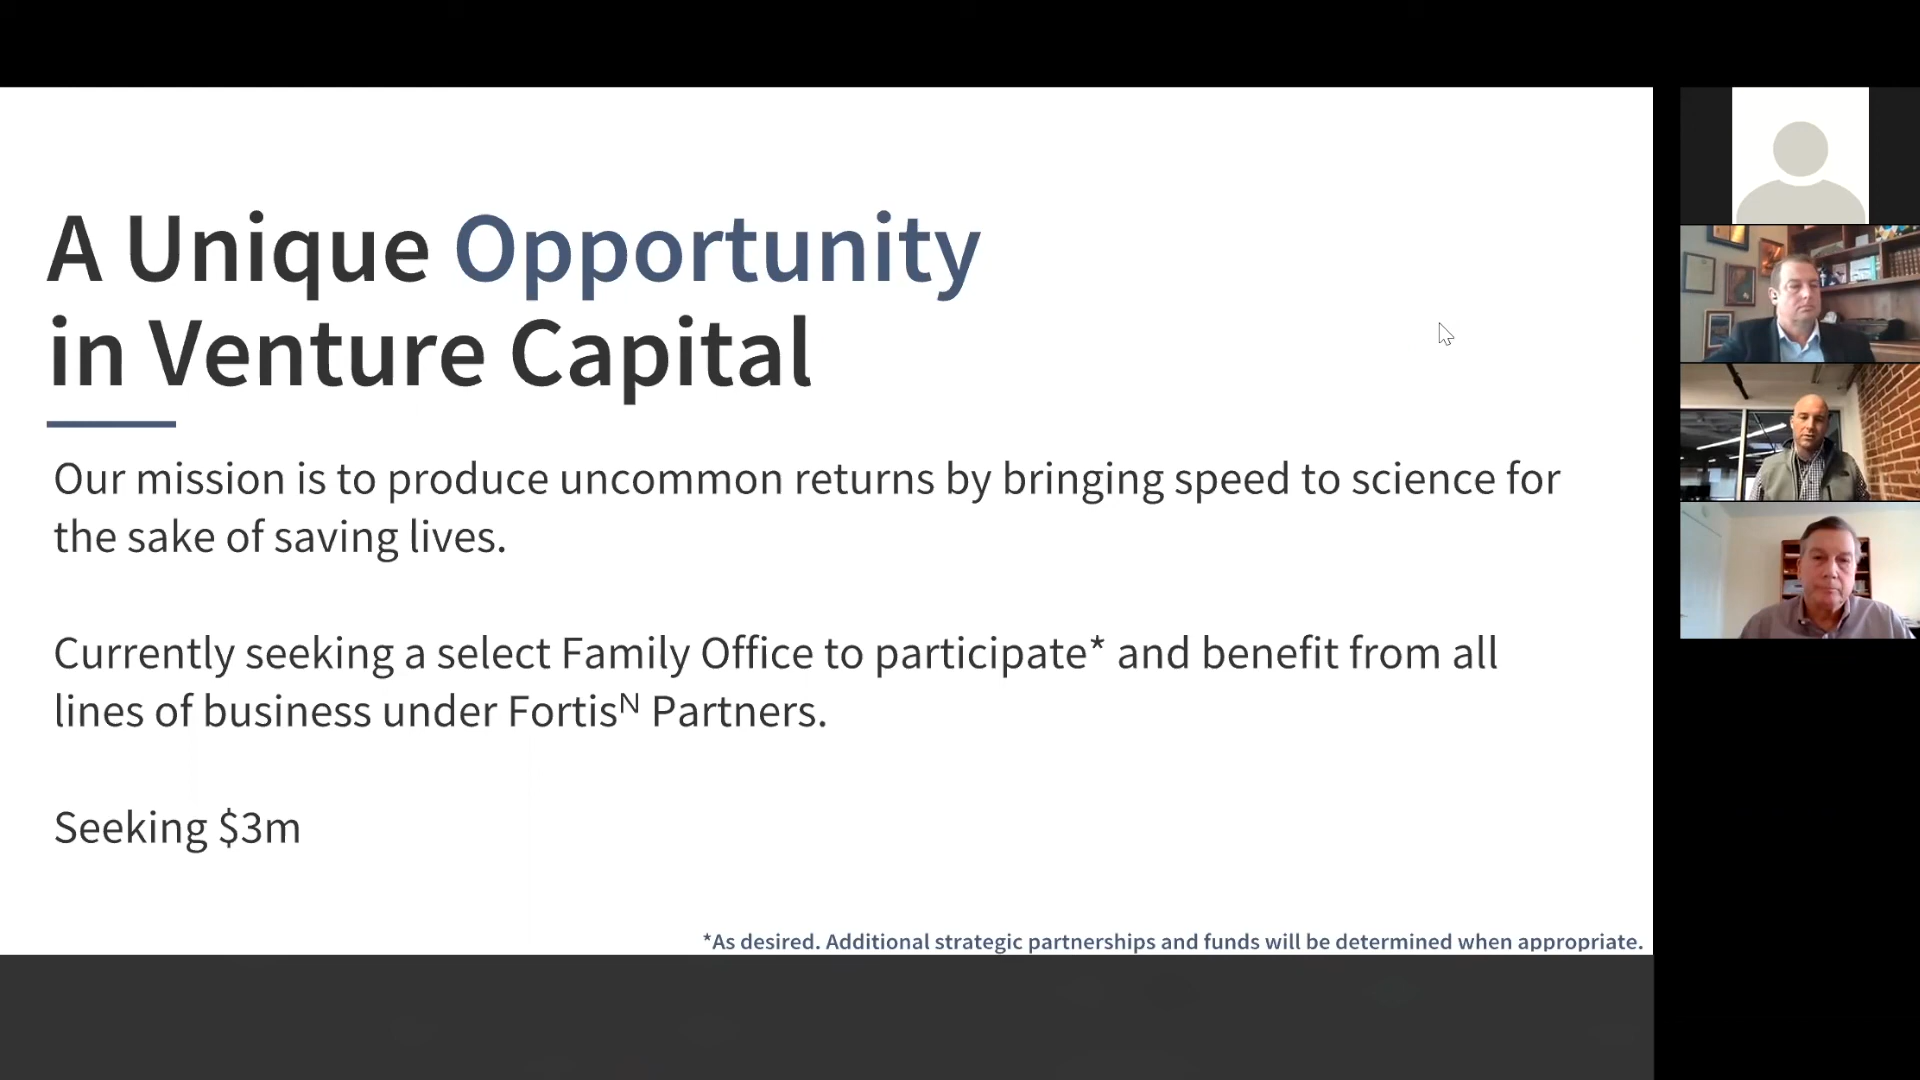 A Unique Opportunity
in Venture Capital
Our mission is to produce uncommon returns by bringing speed to science for
the sake of saving lives.
Currently seeking a select Family Office to participate* and benefit from all
lines of business under Fortisᴺ Partners.
Seeking $3m
*As desired. Additional strategic partnerships and funds will be determined when appropriate.